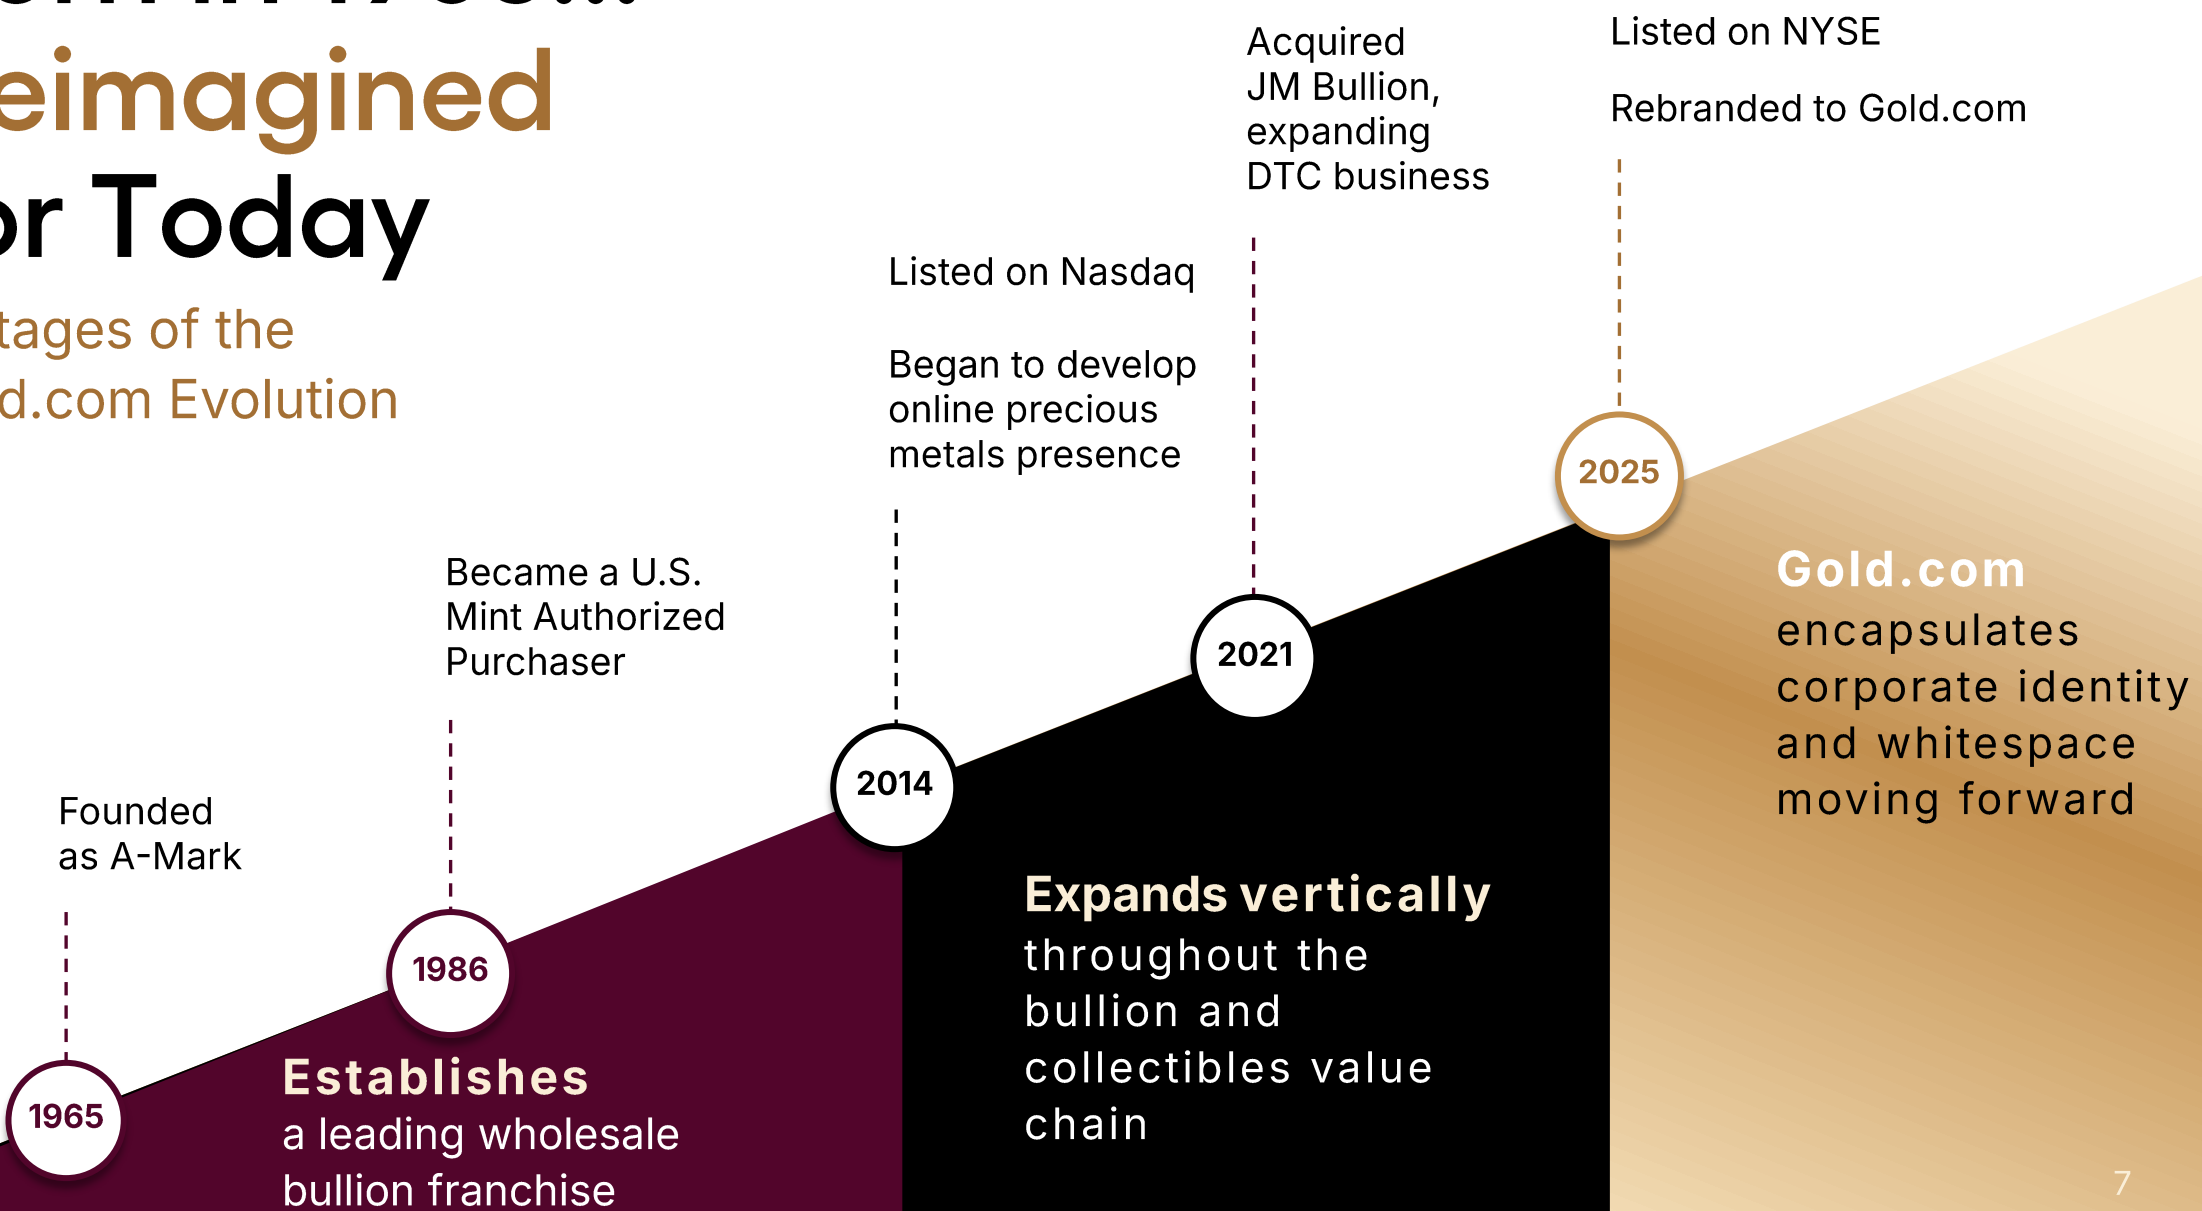 eimagined
or Today
tages of the
d.com Evolution
Founded
as A-Mark
1965
Became a U.S.
Mint Authorized
Purchaser
1986
Establishes
a leading wholesale
bullion franchise
Listed on Nasdaq
Began to develop
online precious
metals presence
2014
Acquired
JM Bullion,
expanding
DTC business
2021
Expands vertically
throughout the
bullion and
collectibles value
chain
Listed on NYSE
Rebranded to Gold.com
2025
Gold.com
encapsulates
corporate identity
and whitespace
moving forward
7